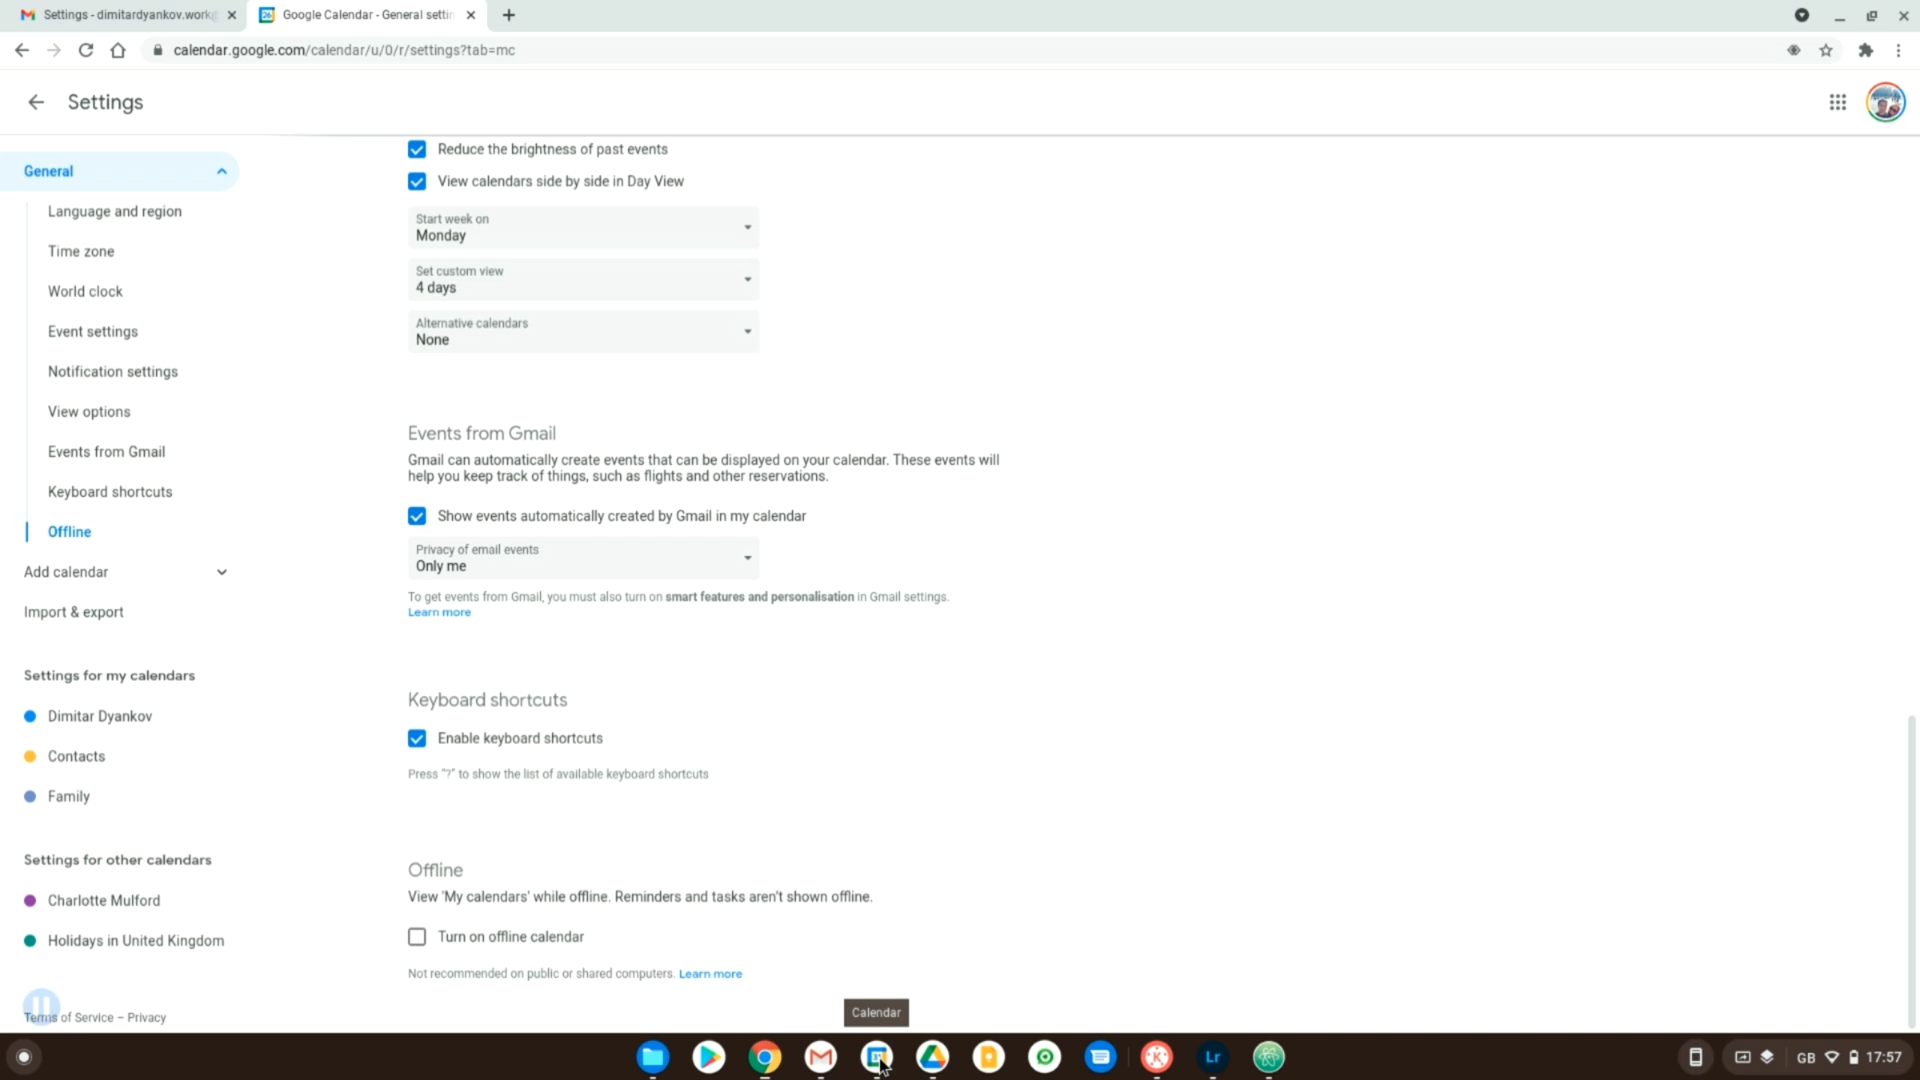 Settings - dimitardyankov.work@
Google Calendar - General settin
calendar.google.com/calendar/u/0/r/settings?tab=mc
Settings
General
Language and region
Time zone
World clock
Event settings
Notification settings
View options
Events from Gmail
Keyboard shortcuts
Offline
Add calendar
Import & export
Settings for my calendars
Dimitar Dyankov
Contacts
Family
Settings for other calendars
Charlotte Mulford
Holidays in United Kingdom
Terms of Service – Privacy
Reduce the brightness of past events
View calendars side by side in Day View
Start week on
Monday
Set custom view
4 days
Alternative calendars
None
Events from Gmail
Gmail can automatically create events that can be displayed on your calendar. These events will
help you keep track of things, such as flights and other reservations.
Show events automatically created by Gmail in my calendar
Privacy of email events
Only me
To get events from Gmail, you must also turn on smart features and personalisation in Gmail settings.
Learn more
Keyboard shortcuts
Enable keyboard shortcuts
Press "?" to show the list of available keyboard shortcuts
Offline
View 'My calendars' while offline. Reminders and tasks aren't shown offline.
Turn on offline calendar
Not recommended on public or shared computers. Learn more
Calendar
K
Lr
GB
17:57